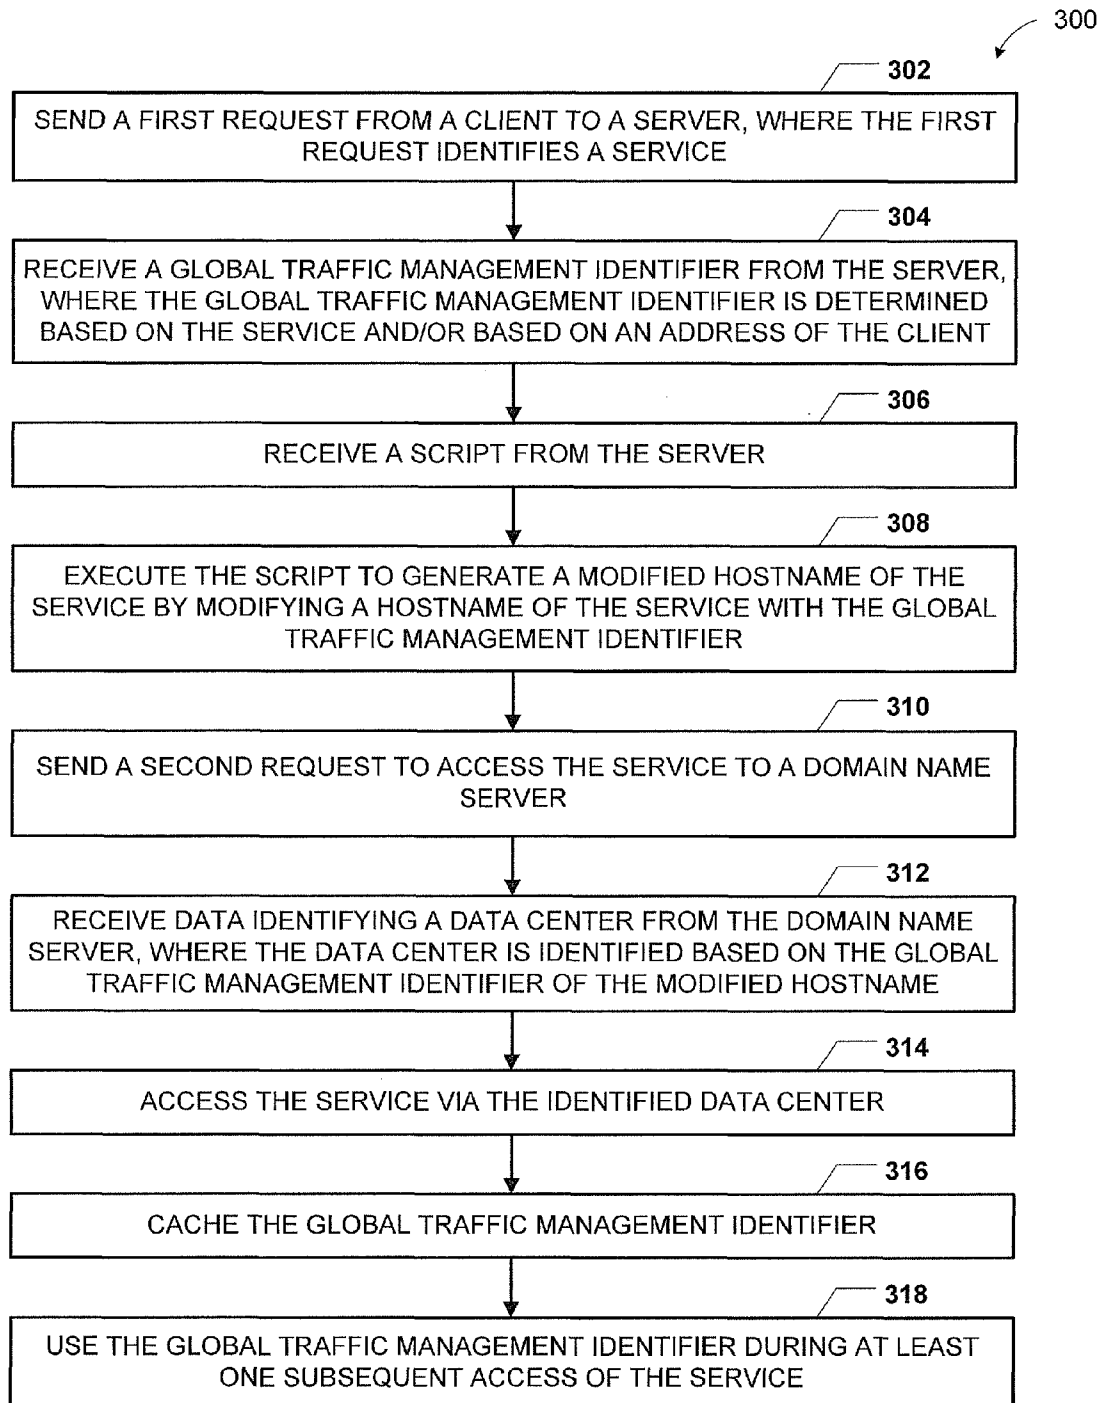 300
302
SEND A FIRST REQUEST FROM A CLIENT TO A SERVER, WHERE THE FIRST
REQUEST IDENTIFIES A SERVICE
304
RECEIVE A GLOBAL TRAFFIC MANAGEMENT IDENTIFIER FROM THE SERVER,
WHERE THE GLOBAL TRAFFIC MANAGEMENT IDENTIFIER IS DETERMINED
BASED ON THE SERVICE AND/OR BASED ON AN ADDRESS OF THE CLIENT
306
RECEIVE A SCRIPT FROM THE SERVER
308
EXECUTE THE SCRIPT TO GENERATE A MODIFIED HOSTNAME OF THE
SERVICE BY MODIFYING A HOSTNAME OF THE SERVICE WITH THE GLOBAL
TRAFFIC MANAGEMENT IDENTIFIER
310
SEND A SECOND REQUEST TO ACCESS THE SERVICE TO A DOMAIN NAME
SERVER
312
RECEIVE DATA IDENTIFYING A DATA CENTER FROM THE DOMAIN NAME
SERVER, WHERE THE DATA CENTER IS IDENTIFIED BASED ON THE GLOBAL
TRAFFIC MANAGEMENT IDENTIFIER OF THE MODIFIED HOSTNAME
314
ACCESS THE SERVICE VIA THE IDENTIFIED DATA CENTER
316
CACHE THE GLOBAL TRAFFIC MANAGEMENT IDENTIFIER
318
USE THE GLOBAL TRAFFIC MANAGEMENT IDENTIFIER DURING AT LEAST
ONE SUBSEQUENT ACCESS OF THE SERVICE